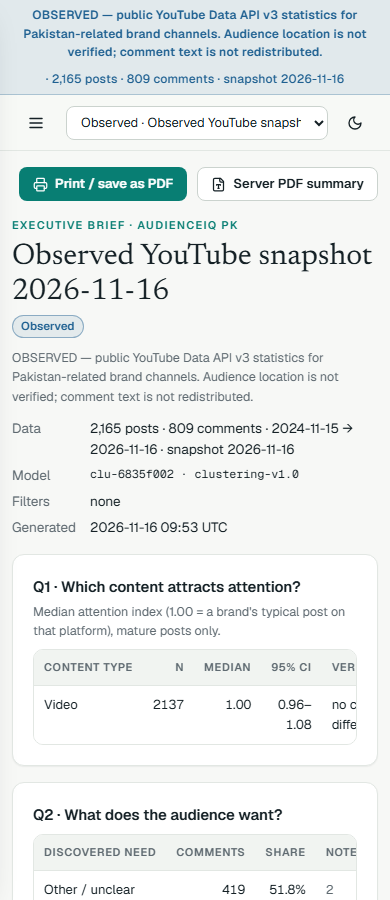 OBSERVED — public YouTube Data API v3 statistics for
Pakistan-related brand channels. Audience location is not
verified; comment text is not redistributed.
· 2,165 posts · 809 comments · snapshot 2026-11-16
Observed · Observed YouTube snapsh
Print / save as PDF
Server PDF summary
EXECUTIVE BRIEF · AUDIENCEIQ PK
Observed YouTube snapshot
2026-11-16
Observed
OBSERVED — public YouTube Data API v3 statistics for
Pakistan-related brand channels. Audience location is not
verified; comment text is not redistributed.
Data 2,165 posts · 809 comments · 2024-11-15 →
2026-11-16 · snapshot 2026-11-16
Model clu-6835f002 · clustering-v1.0
Filters none
Generated 2026-11-16 09:53 UTC
Q1 · Which content attracts attention?
Median attention index (1.00 = a brand's typical post on
that platform), mature posts only.
CONTENT TYPE N MEDIAN 95% CI VER
Video 2137 1.00 0.96– no c
1.08 diffe
Q2 · What does the audience want?
DISCOVERED NEED COMMENTS SHARE NOTE
Other / unclear 419 51.8% 2